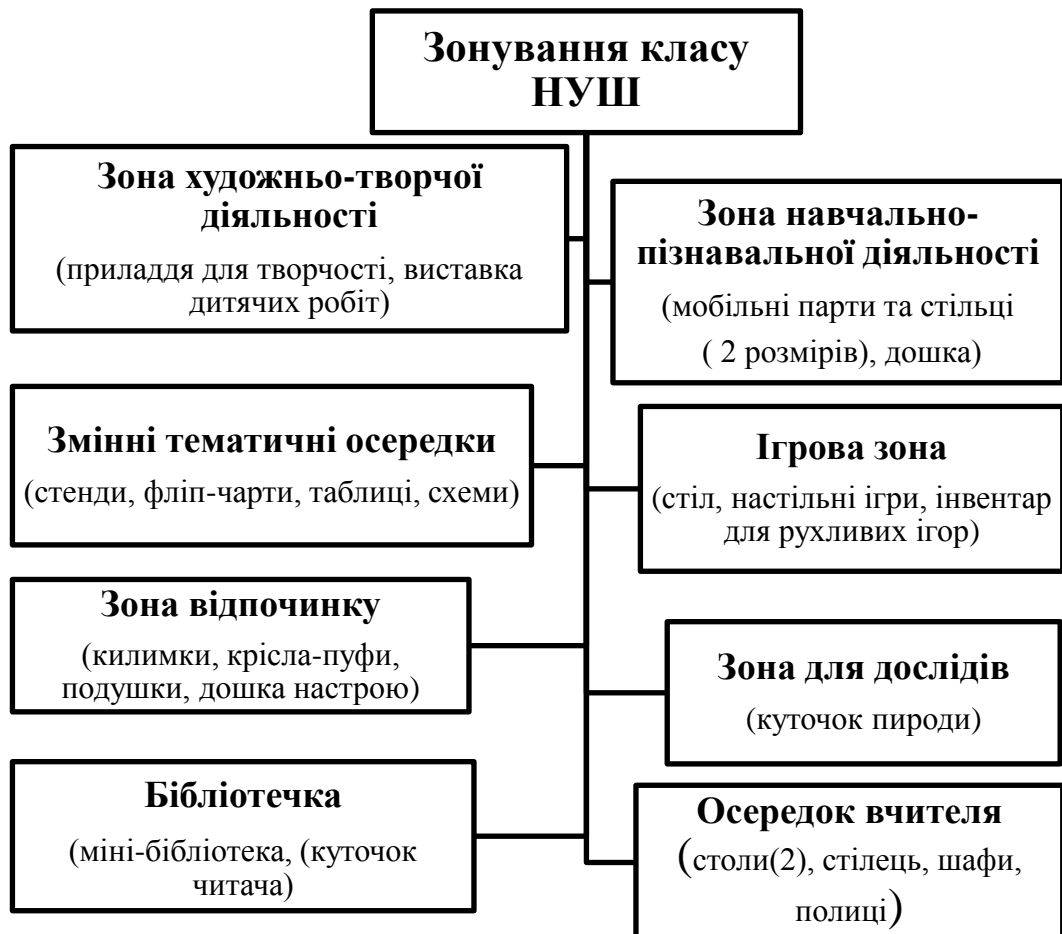 Зонування класу
НУШ
Зона художньо-творчої
діяльності
(приладдя для творчості, виставка
дитячих робіт)
Зона навчально-
пізнавальної діяльності
(мобільні парти та стільці
( 2 розмірів), дошка)
Змінні тематичні осередки
(стенди, фліп-чарти, таблиці, схеми)
Ігрова зона
(стіл, настільні ігри, інвентар
для рухливих ігор)
Зона відпочинку
(килимки, крісла-пуфи,
подушки, дошка настрою)
Зона для дослідів
(куточок пироди)
Бібліотечка
(міні-бібліотека, (куточок
читача)
Осередок вчителя
(столи(2), стілець, шафи,
полиці)